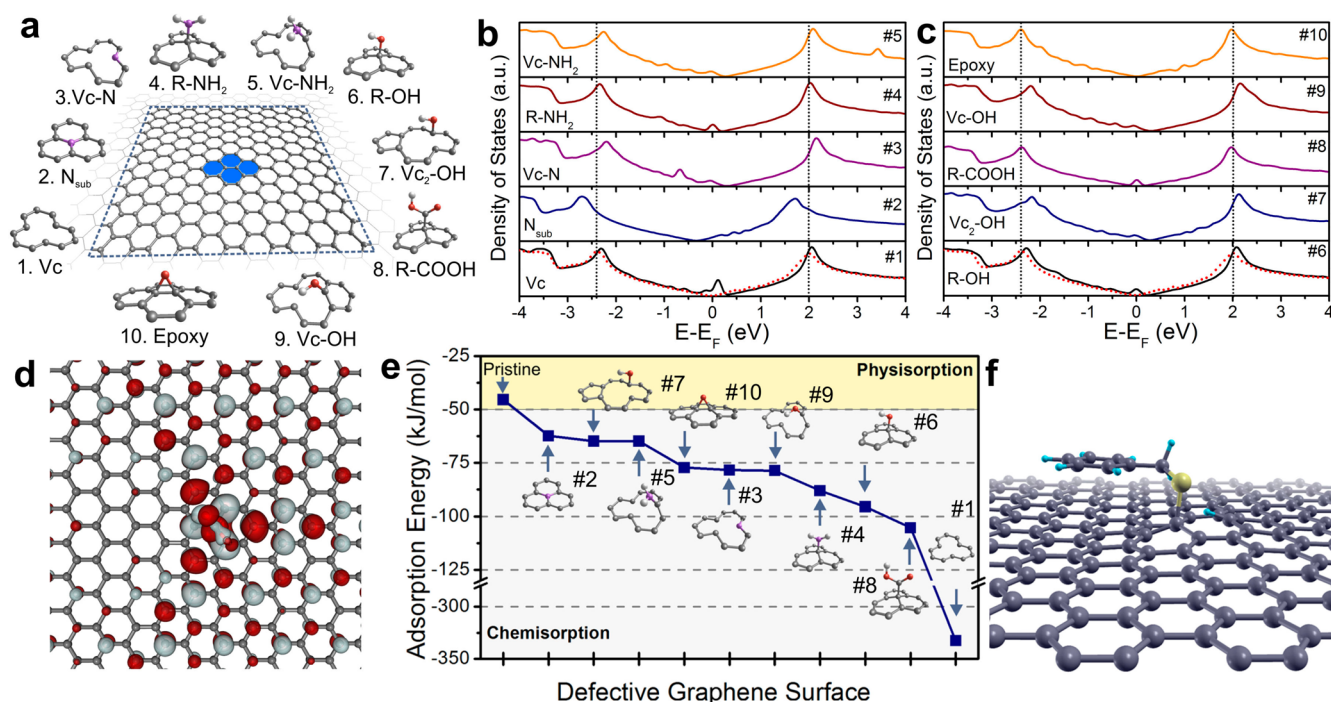 a
3.Vc-N
4. R-NH₂
5. Vc-NH₂
6. R-OH
2. Nsub
7. Vc₂-OH
1. Vc
8. R-COOH
10. Epoxy
9. Vc-OH
b
Density of States (a.u.)
#5
Vc-NH₂
#4
R-NH₂
#3
Vc-N
#2
Nsub
#1
Vc
-4 -3 -2 -1 0 1 2 3 4
E-EF (eV)
c
Density of States (a.u.)
#10
Epoxy
#9
Vc-OH
#8
R-COOH
#7
Vc₂-OH
#6
R-OH
-4 -3 -2 -1 0 1 2 3 4
E-EF (eV)
d
e
Adsorption Energy (kJ/mol)
-25
-50
-75
-100
-125
-300
-350
Pristine
Physisorption
#7
#10
#9
#6
#2
#5
#3
#4
#8
#1
Chemisorption
Defective Graphene Surface
f